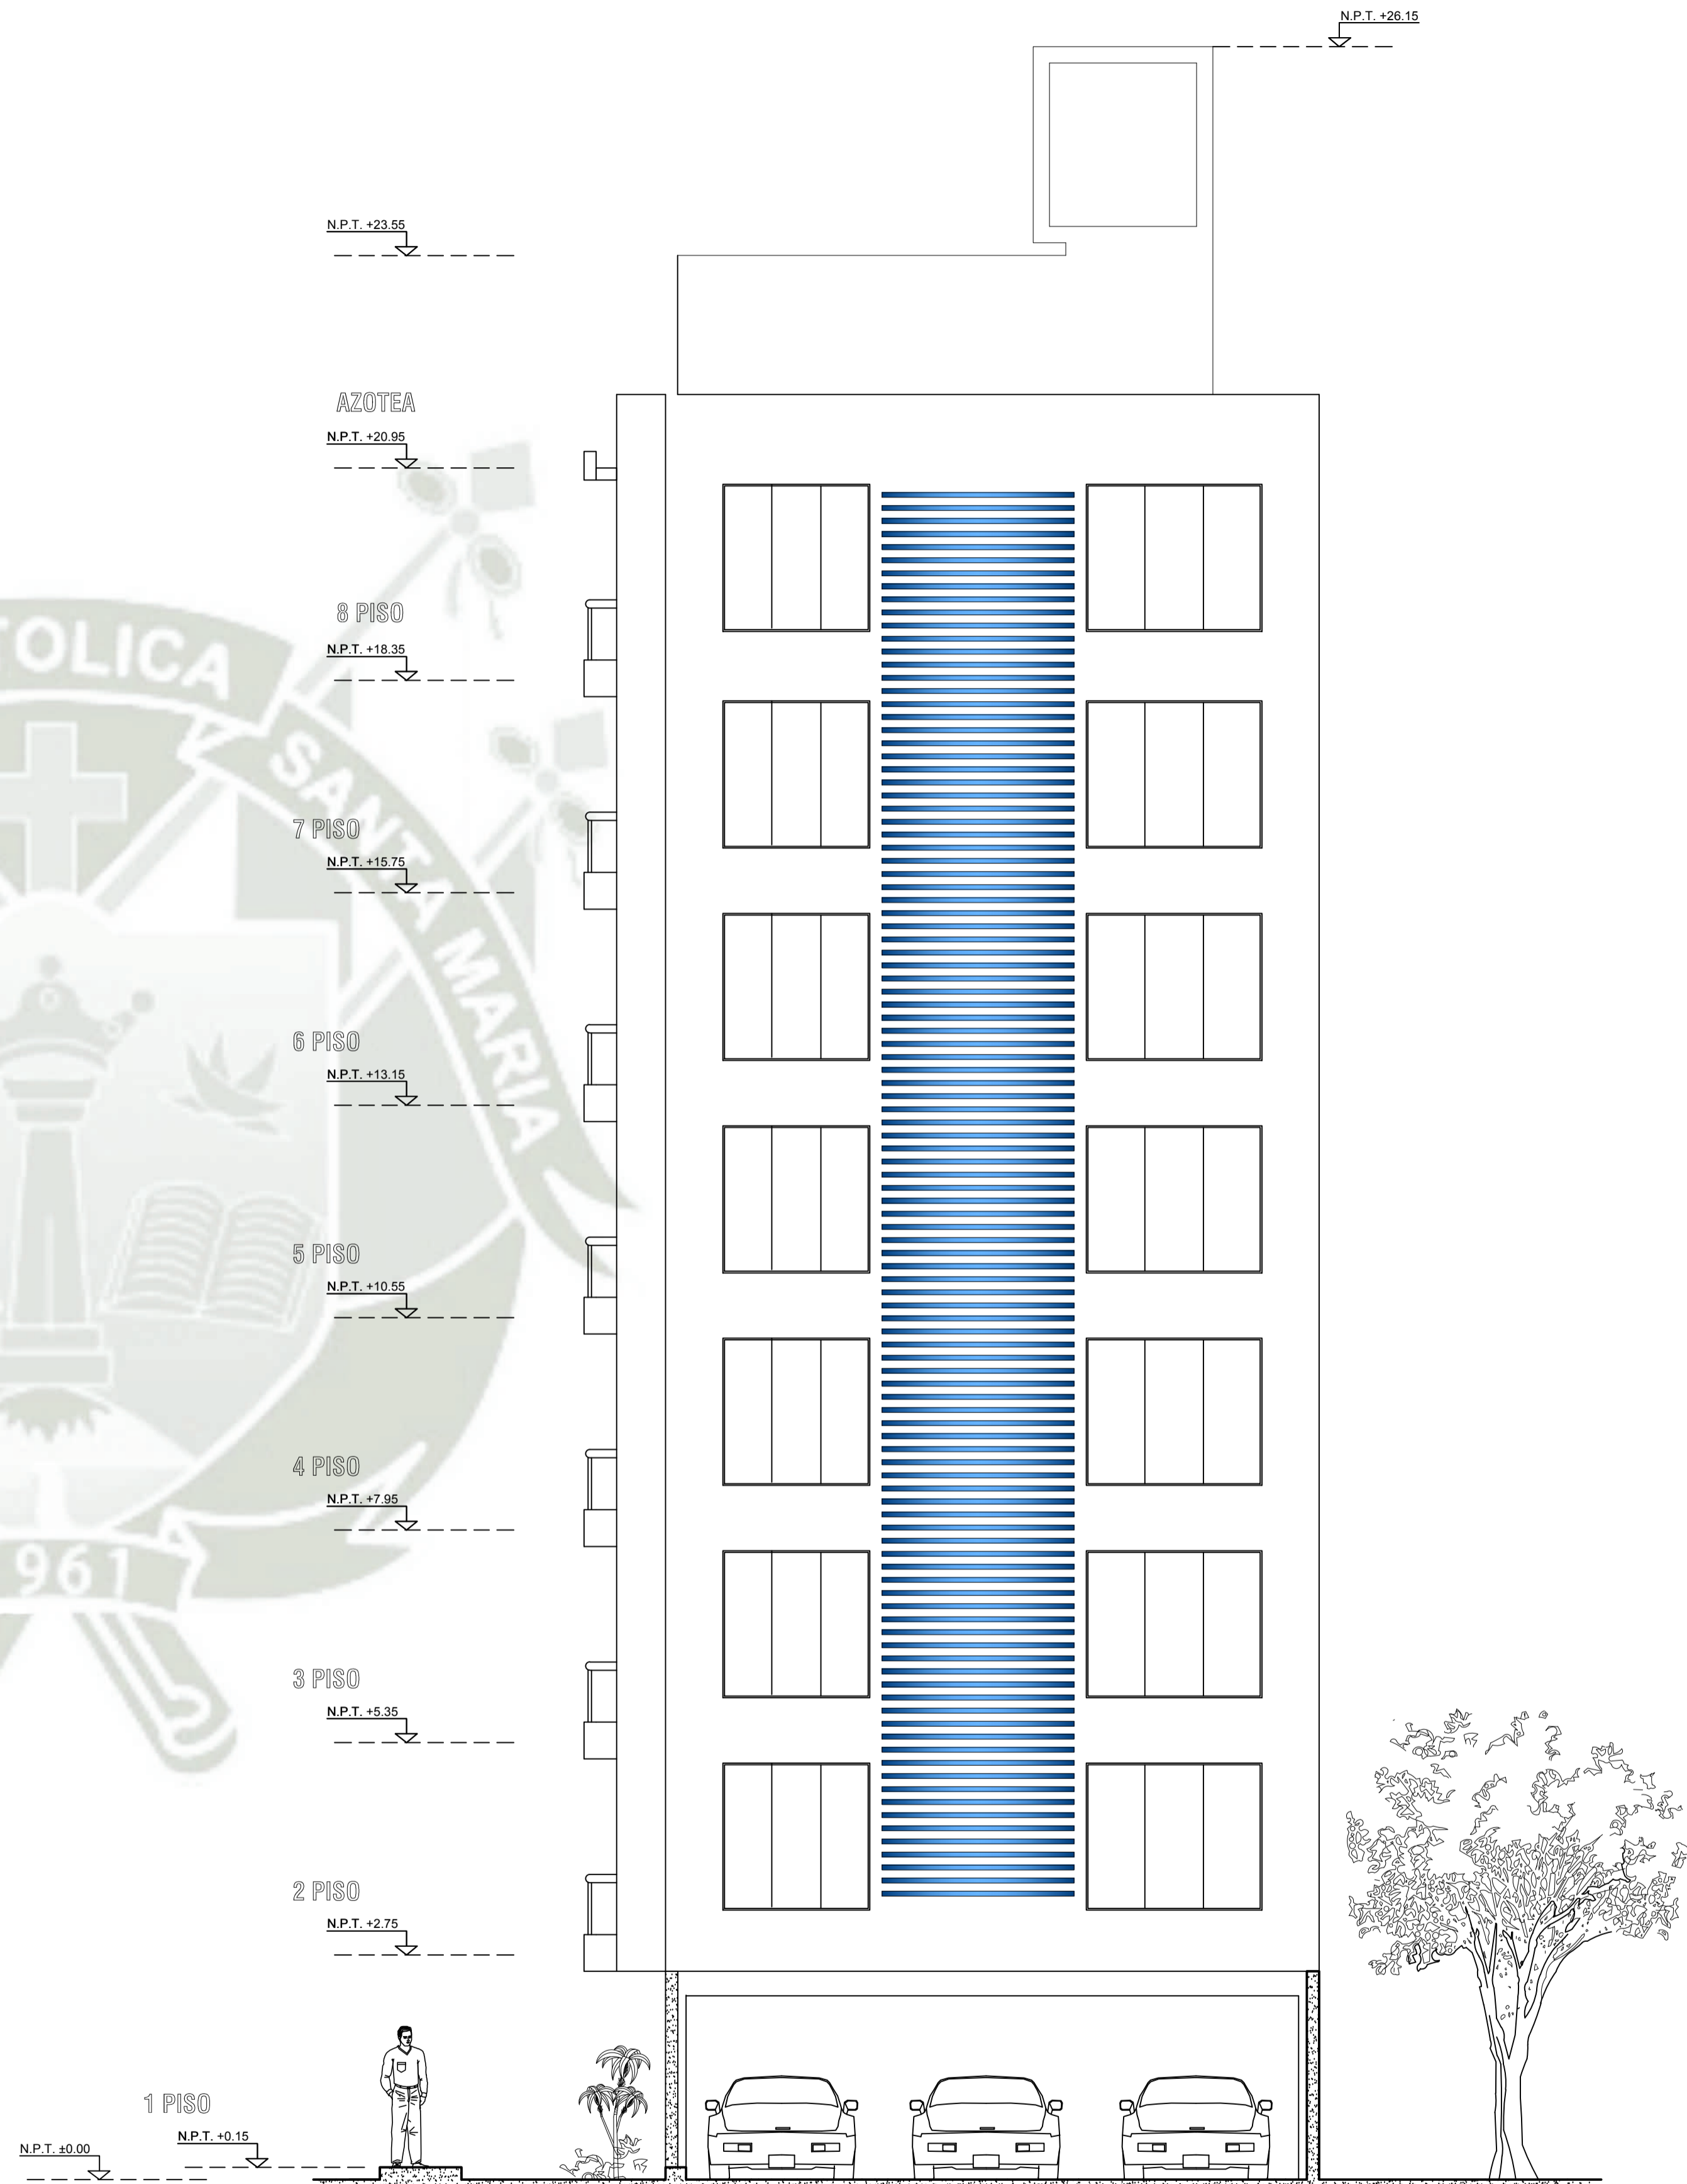 N.P.T. +26.15
N.P.T. +23.55
AZOTEA
N.P.T. +20.95
8 PISO
N.P.T. +18.35
TOLICA
SANTA MARIA
7 PISO
N.P.T. +15.75
6 PISO
N.P.T. +13.15
5 PISO
N.P.T. +10.55
4 PISO
N.P.T. +7.95
961
3 PISO
N.P.T. +5.35
2 PISO
N.P.T. +2.75
1 PISO
N.P.T. +0.15
N.P.T. ±0.00